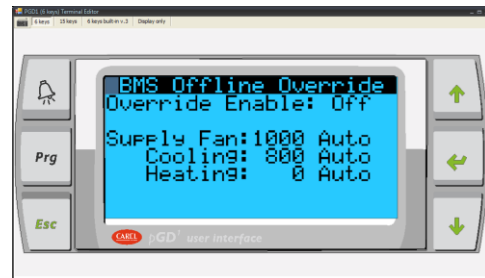 PGD1 (6 keys) Terminal Editor
6 keys 15 keys 6 keys built-in v.2 Display only
BMS Offline Override
Override Enable: Off
Supply Fan:1000 Auto
Cooling: 800 Auto
Heating: 0 Auto
Prg
Esc
CAREL pGD¹ user interface